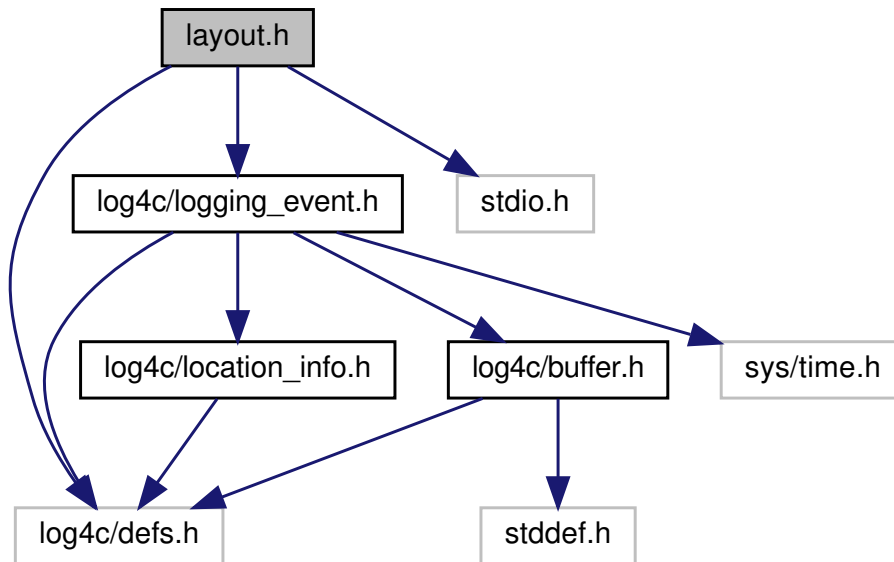 layout.h
log4c/logging_event.h
stdio.h
log4c/location_info.h
log4c/buffer.h
sys/time.h
log4c/defs.h
stddef.h